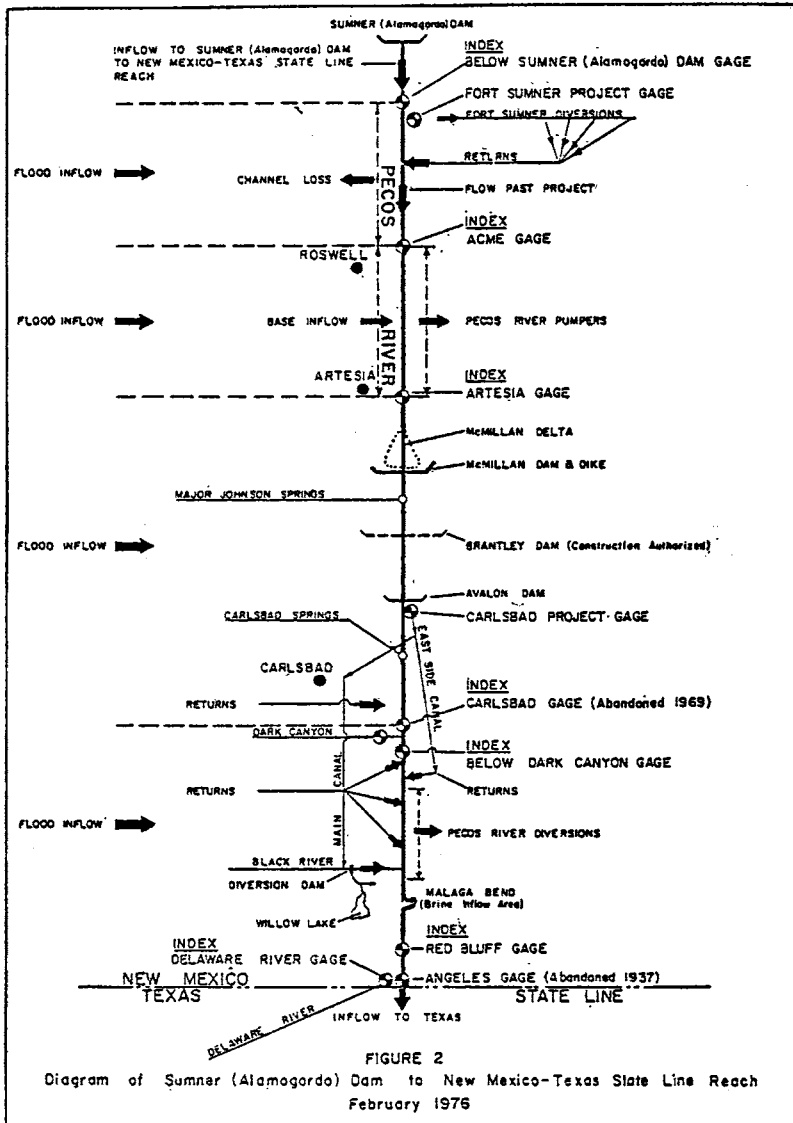 SUMNER (Alamogordo) DAM
INFLOW TO SUMNER (Alamogordo) DAM
TO NEW MEXICO-TEXAS STATE LINE
REACH
INDEX
BELOW SUMNER (Alamogordo) DAM GAGE
FORT SUMNER PROJECT GAGE
FORT SUMNER DIVERSIONS
RETURNS
FLOOD INFLOW
CHANNEL LOSS
PECOS
FLOW PAST PROJECT
INDEX
ACME GAGE
ROSWELL
FLOOD INFLOW
BASE INFLOW
RIVER
PECOS RIVER PUMPERS
ARTESIA
INDEX
ARTESIA GAGE
McMILLAN DELTA
McMILLAN DAM & DIKE
MAJOR JOHNSON SPRINGS
FLOOD INFLOW
BRANTLEY DAM (Construction Authorized)
AVALON DAM
CARLSBAD PROJECT GAGE
CARLSBAD SPRINGS
EAST SIDE CANAL
CARLSBAD
INDEX
RETURNS
CARLSBAD GAGE (Abandoned 1969)
DARK CANYON
INDEX
BELOW DARK CANYON GAGE
CANAL
RETURNS
RETURNS
FLOOD INFLOW
MAIN
PECOS RIVER DIVERSIONS
BLACK RIVER
DIVERSION DAM
MALAGA BEND
(Brine Inflow Area)
WILLOW LAKE
INDEX
RED BLUFF GAGE
INDEX
DELAWARE RIVER GAGE
ANGELES GAGE (Abandoned 1937)
NEW MEXICO
TEXAS
STATE LINE
DELAWARE RIVER
INFLOW TO TEXAS
FIGURE 2
Diagram of Sumner (Alamogordo) Dam to New Mexico-Texas State Line Reach
February 1976